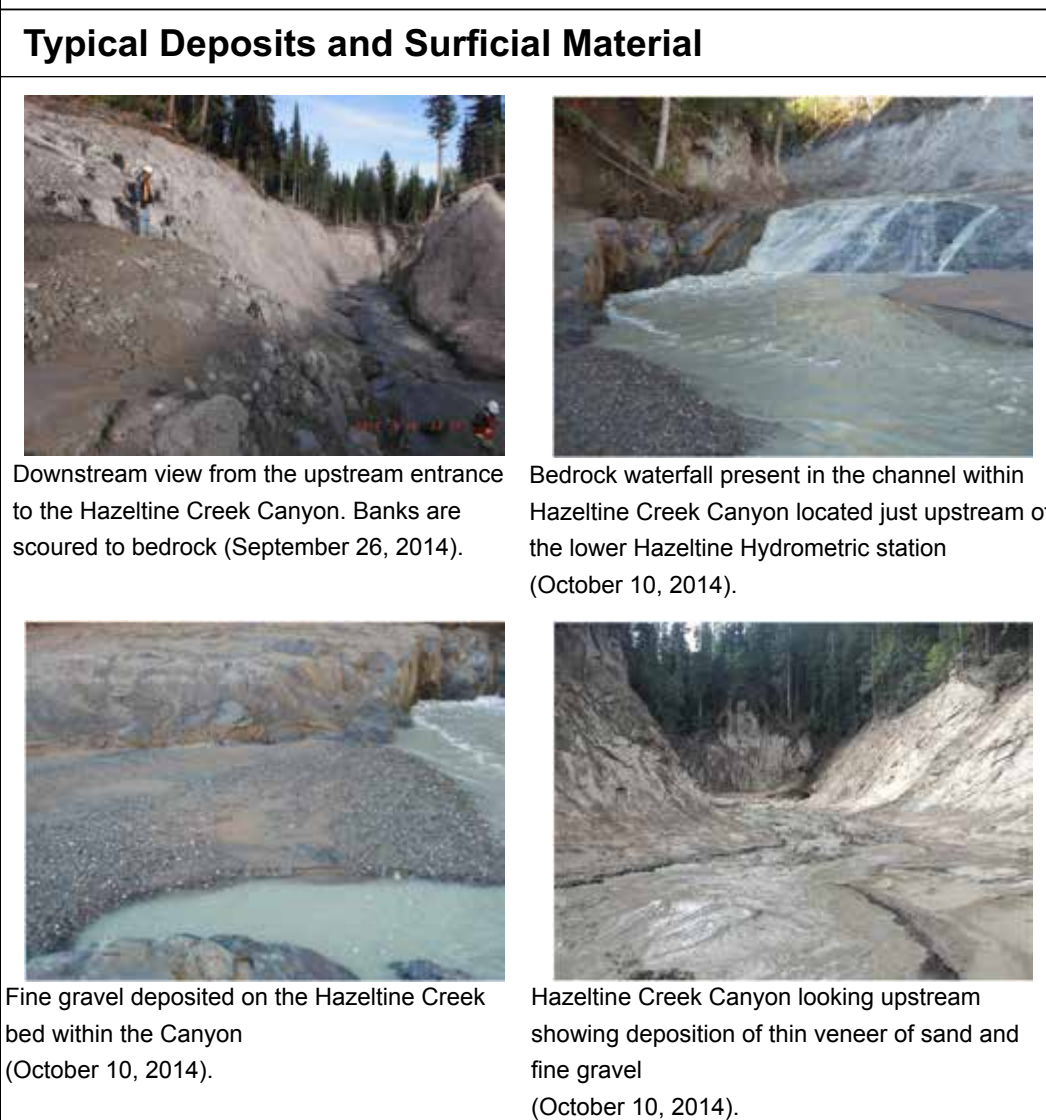 Typical Deposits and Surficial Material
Downstream view from the upstream entrance
to the Hazeltine Creek Canyon. Banks are
scoured to bedrock (September 26, 2014).
Bedrock waterfall present in the channel within
Hazeltine Creek Canyon located just upstream of
the lower Hazeltine Hydrometric station
(October 10, 2014).
Fine gravel deposited on the Hazeltine Creek
bed within the Canyon
(October 10, 2014).
Hazeltine Creek Canyon looking upstream
showing deposition of thin veneer of sand and
fine gravel
(October 10, 2014).